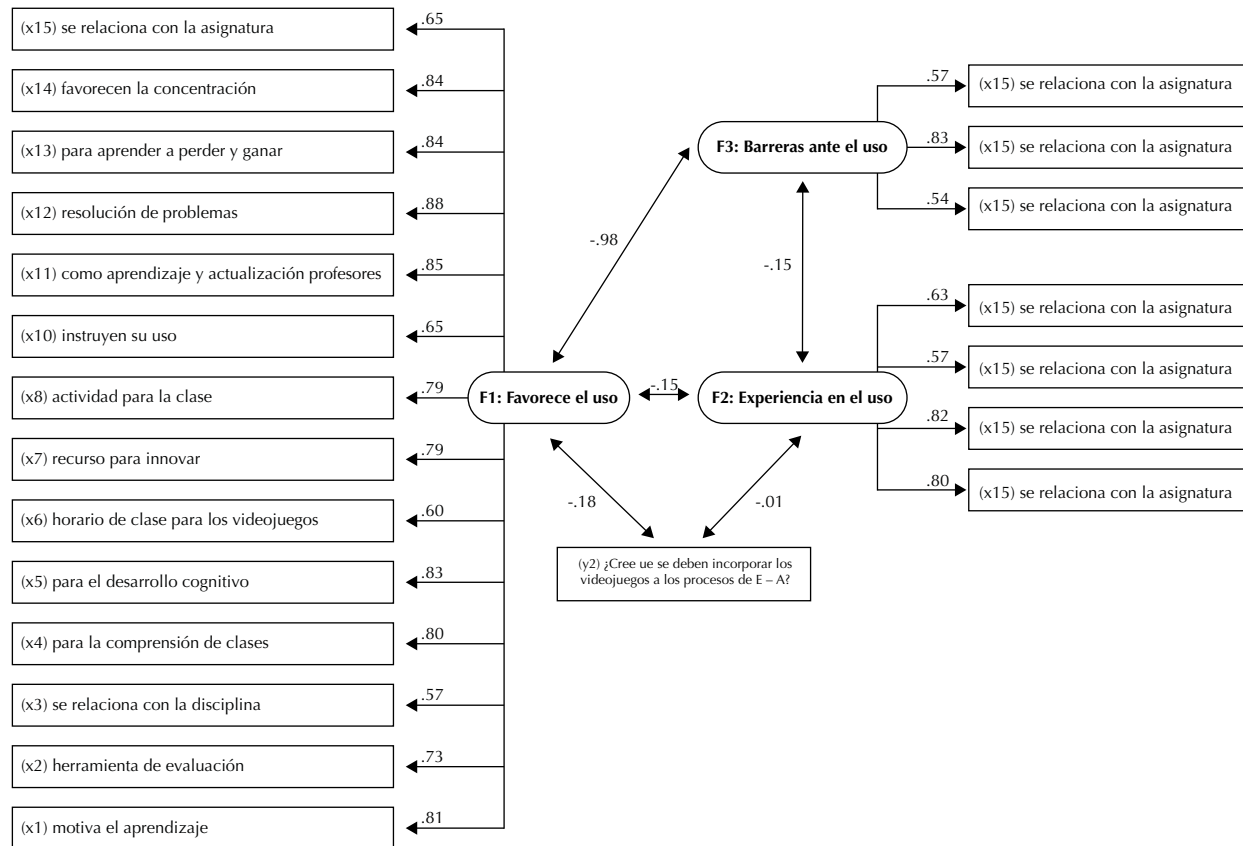 (x15) se relaciona con la asignatura
.65
(x14) favorecen la concentración
.84
(x13) para aprender a perder y ganar
.84
(x12) resolución de problemas
.88
(x11) como aprendizaje y actualización profesores
.85
(x10) instruyen su uso
.65
(x8) actividad para la clase
.79
(x7) recurso para innovar
.79
(x6) horario de clase para los videojuegos
.60
(x5) para el desarrollo cognitivo
.83
(x4) para la comprensión de clases
.80
(x3) se relaciona con la disciplina
.57
(x2) herramienta de evaluación
.73
(x1) motiva el aprendizaje
.81
F1: Favorece el uso
-.98
-.15
-.15
-.18
-.01
F3: Barreras ante el uso
F2: Experiencia en el uso
(y2) ¿Cree ue se deben incorporar los
videojuegos a los procesos de E – A?
.57
(x15) se relaciona con la asignatura
.83
(x15) se relaciona con la asignatura
.54
(x15) se relaciona con la asignatura
.63
(x15) se relaciona con la asignatura
.57
(x15) se relaciona con la asignatura
.82
(x15) se relaciona con la asignatura
.80
(x15) se relaciona con la asignatura